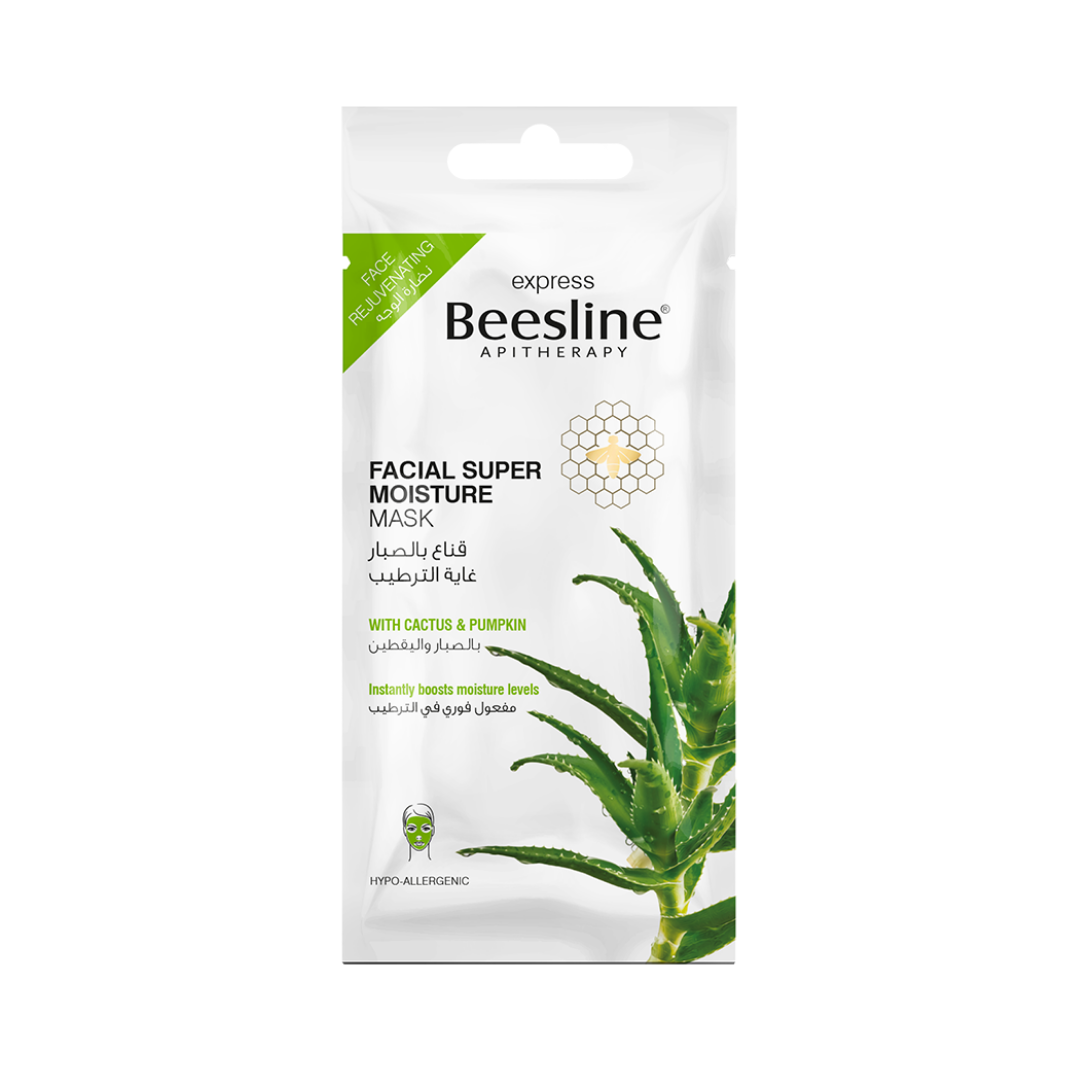 FACE
REJUVENATING
نضارة الوجه
express
Beesline®
APITHERAPY
FACIAL SUPER
MOISTURE
MASK
قناع بالصبار
غاية الترطيب
WITH CACTUS & PUMPKIN
بالصبار واليقطين
Instantly boosts moisture levels
مفعول فوري في الترطيب
HYPO-ALLERGENIC